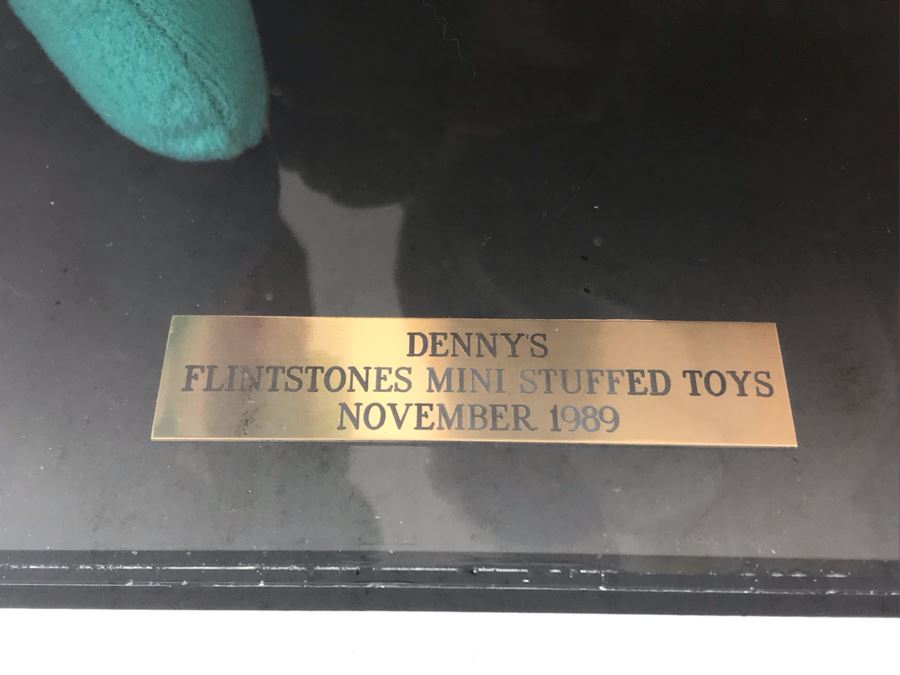 DENNY'S
FLINTSTONES MINI STUFFED TOYS
NOVEMBER 1989